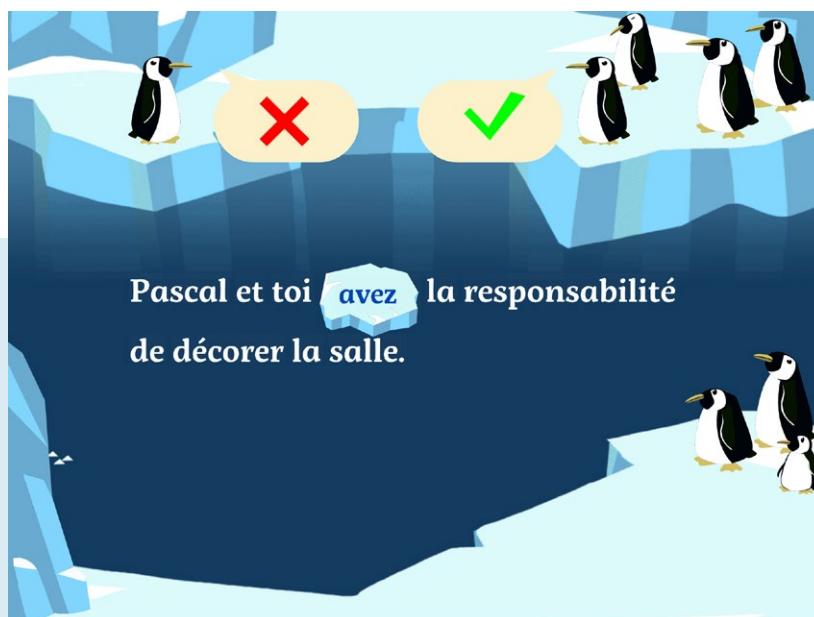 Pascal et toi avez la responsabilité
de décorer la salle.